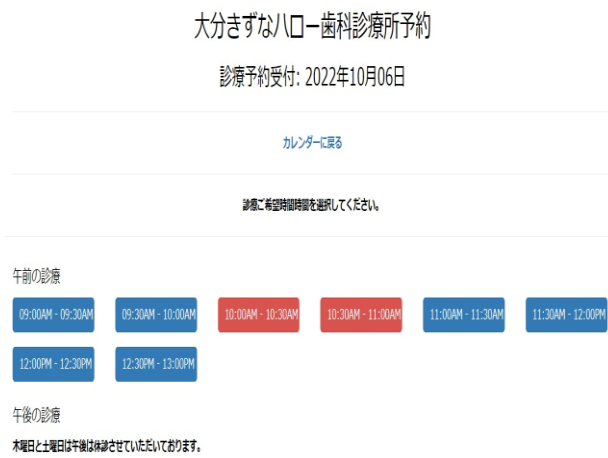 大分きずなハロー歯科診療所予約
診療予約受付: 2022年10月06日
カレンダーに戻る
診療ご希望時間時間を選択してください。
午前の診療
09:00AM - 09:30AM 09:30AM - 10:00AM 10:00AM - 10:30AM 10:30AM - 11:00AM 11:00AM - 11:30AM 11:30AM - 12:00PM
12:00PM - 12:30PM 12:30PM - 13:00PM
午後の診療
木曜日と土曜日は午後は休診させていただいております。